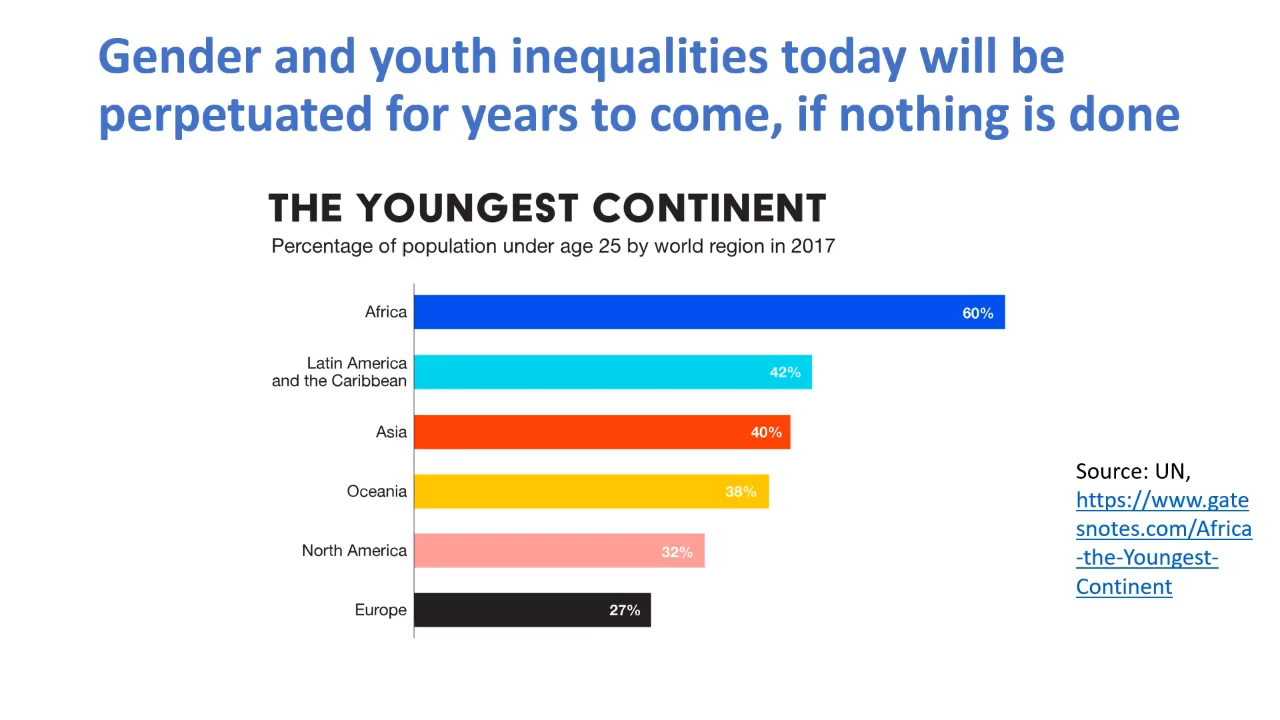 Gender and youth inequalities today will be
perpetuated for years to come, if nothing is done
THE YOUNGEST CONTINENT
Percentage of population under age 25 by world region in 2017
Africa
60%
Latin America
and the Caribbean
42%
Asia
40%
Oceania
38%
North America
32%
Europe
27%
Source: UN,
https://www.gate
snotes.com/Africa
-the-Youngest-
Continent